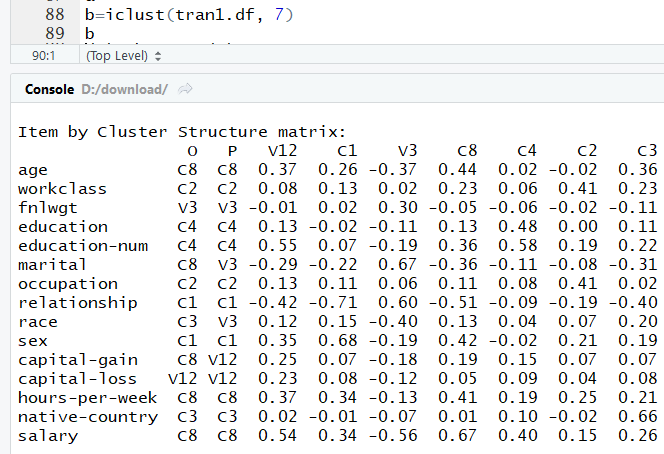 88 b=iclust(tran1.df, 7)
89 b
90:1 (Top Level)
Console D:/download/
Item by Cluster Structure matrix:
O P V12 C1 V3 C8 C4 C2 C3
age C8 C8 0.37 0.26 -0.37 0.44 0.02 -0.02 0.36
workclass C2 C2 0.08 0.13 0.02 0.23 0.06 0.41 0.23
fnlwgt V3 V3 -0.01 0.02 0.30 -0.05 -0.06 -0.02 -0.11
education C4 C4 0.13 -0.02 -0.11 0.13 0.48 0.00 0.11
education-num C4 C4 0.55 0.07 -0.19 0.36 0.58 0.19 0.22
marital C8 V3 -0.29 -0.22 0.67 -0.36 -0.11 -0.08 -0.31
occupation C2 C2 0.13 0.11 0.06 0.11 0.08 0.41 0.02
relationship C1 C1 -0.42 -0.71 0.60 -0.51 -0.09 -0.19 -0.40
race C3 V3 0.12 0.15 -0.40 0.13 0.04 0.07 0.20
sex C1 C1 0.35 0.68 -0.19 0.42 -0.02 0.21 0.19
capital-gain C8 V12 0.25 0.07 -0.18 0.19 0.15 0.07 0.07
capital-loss V12 V12 0.23 0.08 -0.12 0.05 0.09 0.04 0.08
hours-per-week C8 C8 0.37 0.34 -0.13 0.41 0.19 0.25 0.21
native-country C3 C3 0.02 -0.01 -0.07 0.01 0.10 -0.02 0.66
salary C8 C8 0.54 0.34 -0.56 0.67 0.40 0.15 0.26